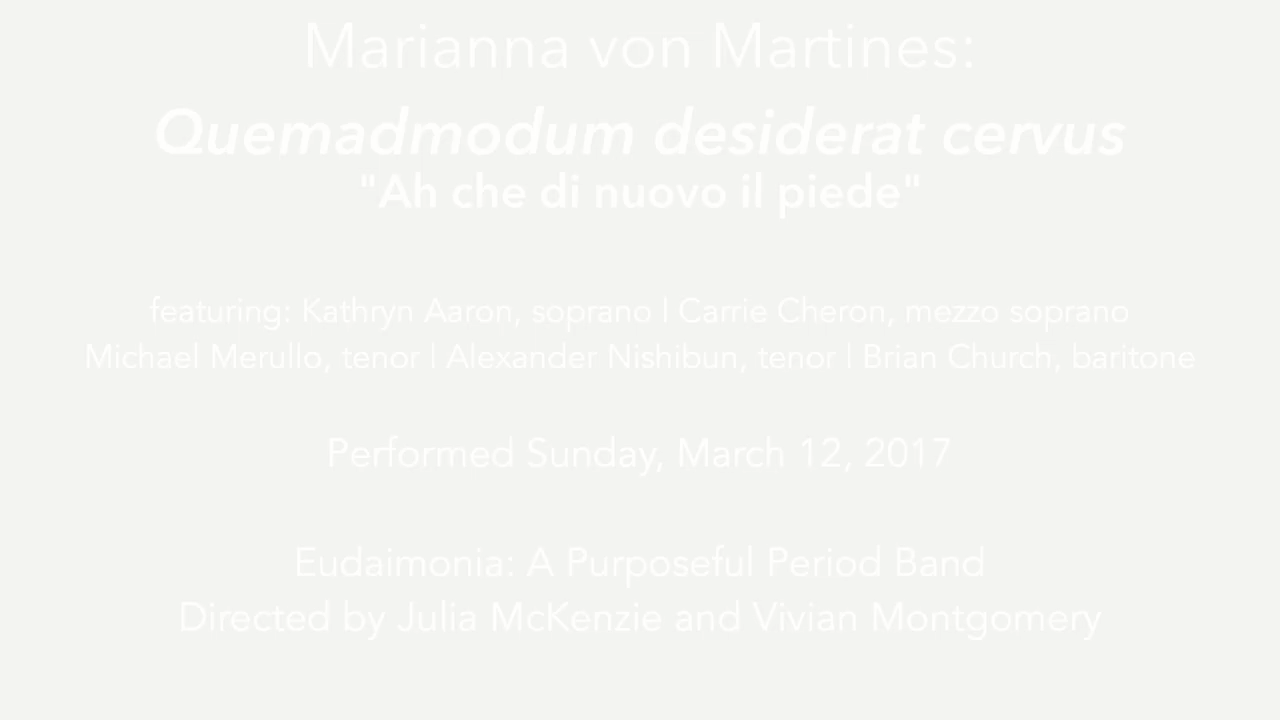 Marianna von Martines:
Quemadmodum desiderat cervus
"Ah che di nuovo il piede"
featuring: Kathryn Aaron, soprano | Carrie Cheron, mezzo soprano
Michael Merullo, tenor | Alexander Nishibun, tenor | Brian Church, baritone
Performed Sunday, March 12, 2017
Eudaimonia: A Purposeful Period Band
Directed by Julia McKenzie and Vivian Montgomery